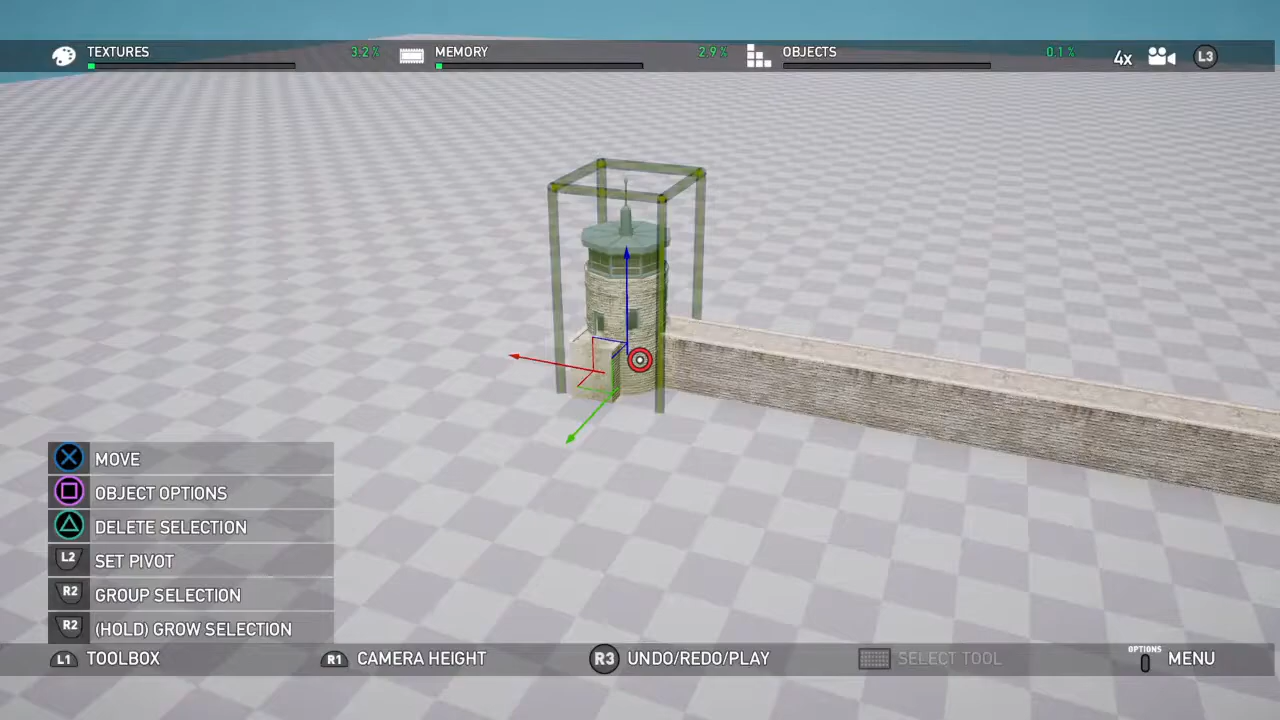 TEXTURES 3.2% MEMORY 2.9% OBJECTS 0.1% 4x L3
MOVE
OBJECT OPTIONS
DELETE SELECTION
L2 SET PIVOT
R2 GROUP SELECTION
R2 (HOLD) GROW SELECTION
L1 TOOLBOX R1 CAMERA HEIGHT R3 UNDO/REDO/PLAY SELECT TOOL OPTIONS MENU